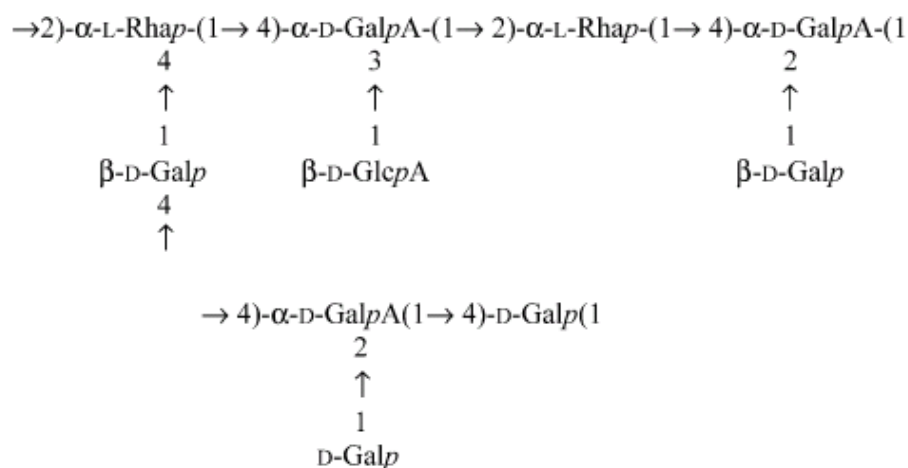 →2)-α-L-Rhap-(1→ 4)-α-D-GalpA-(1→ 2)-α-L-Rhap-(1→ 4)-α-D-GalpA-(1
4 3 2
↑ ↑ ↑
1 1 1
β-D-Galp β-D-GlcpA β-D-Galp
4
↑
→ 4)-α-D-GalpA(1→ 4)-D-Galp(1
2
↑
1
D-Galp